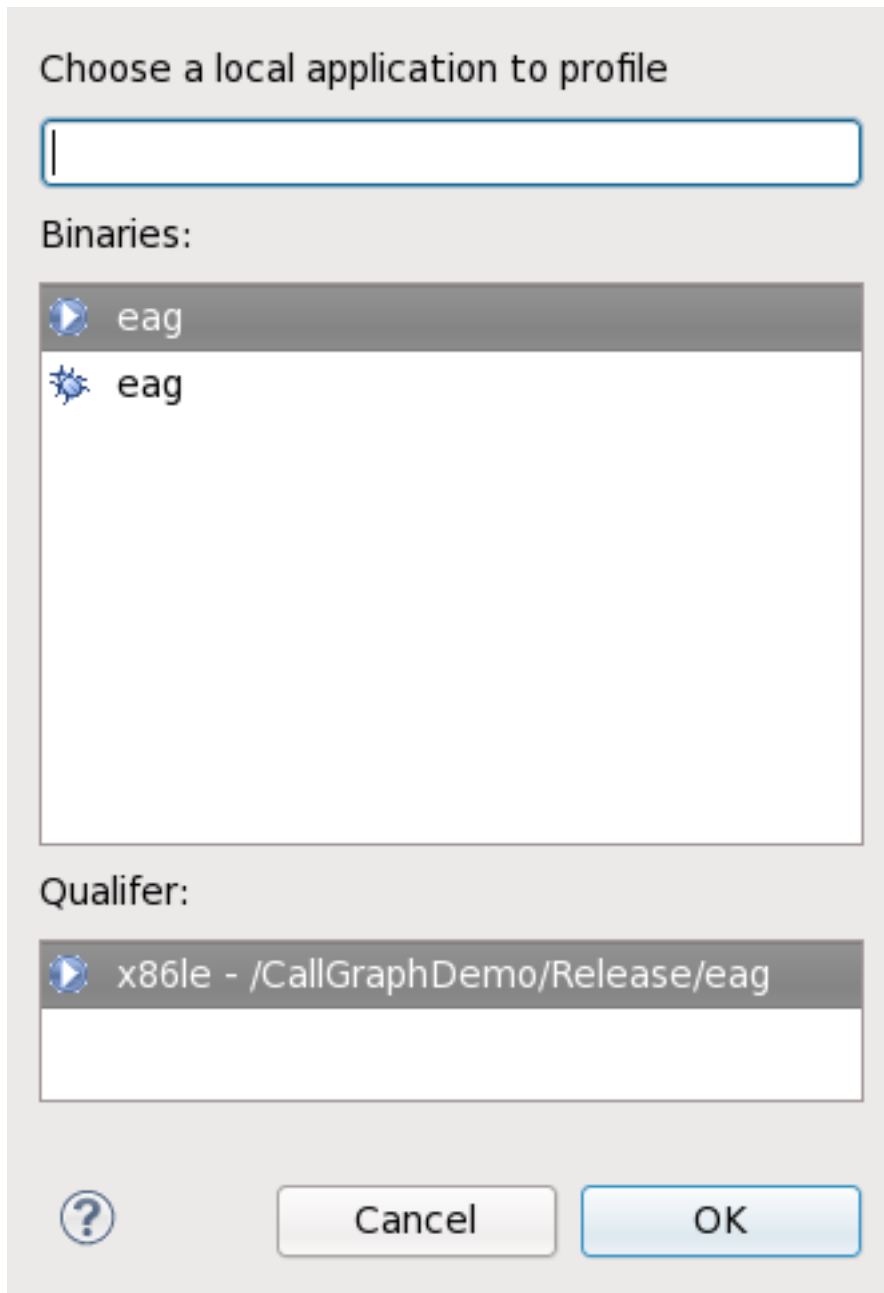 Choose a local application to profile
Binaries:
eag
eag
Qualifer:
x86le - /CallGraphDemo/Release/eag
?
Cancel
OK